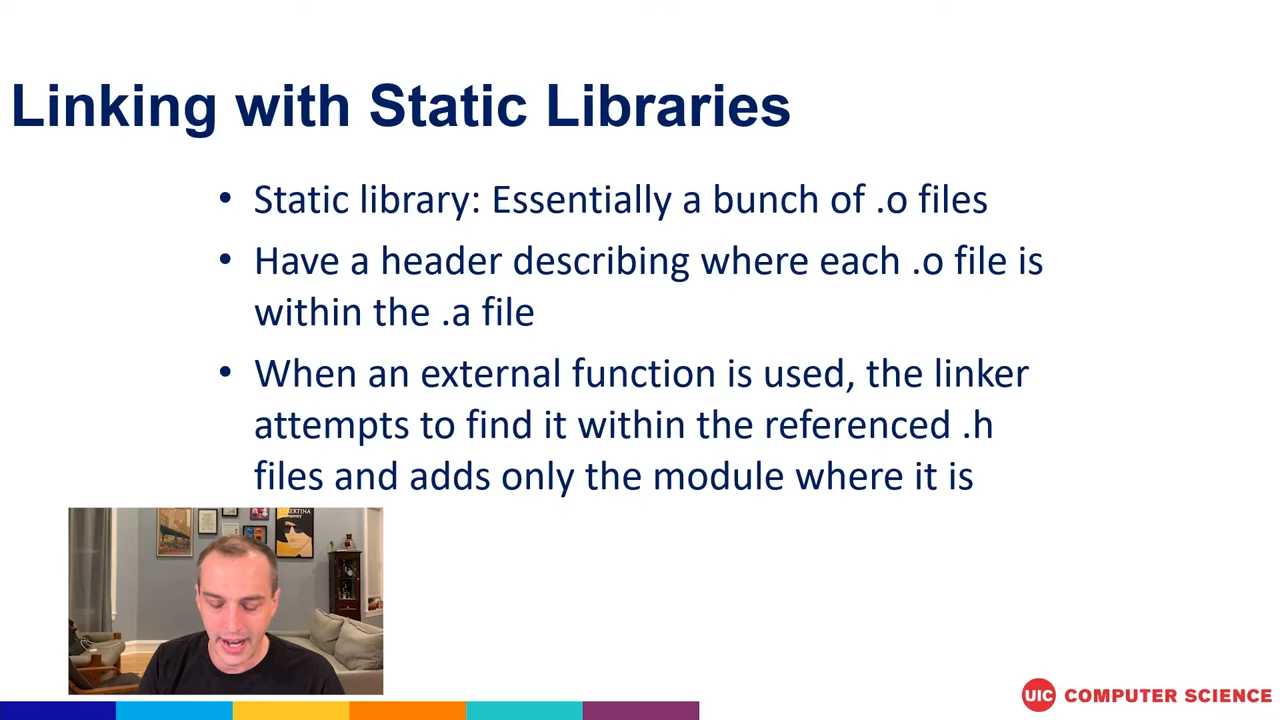 Linking with Static Libraries
• Static library: Essentially a bunch of .o files
• Have a header describing where each .o file is
within the .a file
• When an external function is used, the linker
attempts to find it within the referenced .h
files and adds only the module where it is
BERTINA
UIC COMPUTER SCIENCE